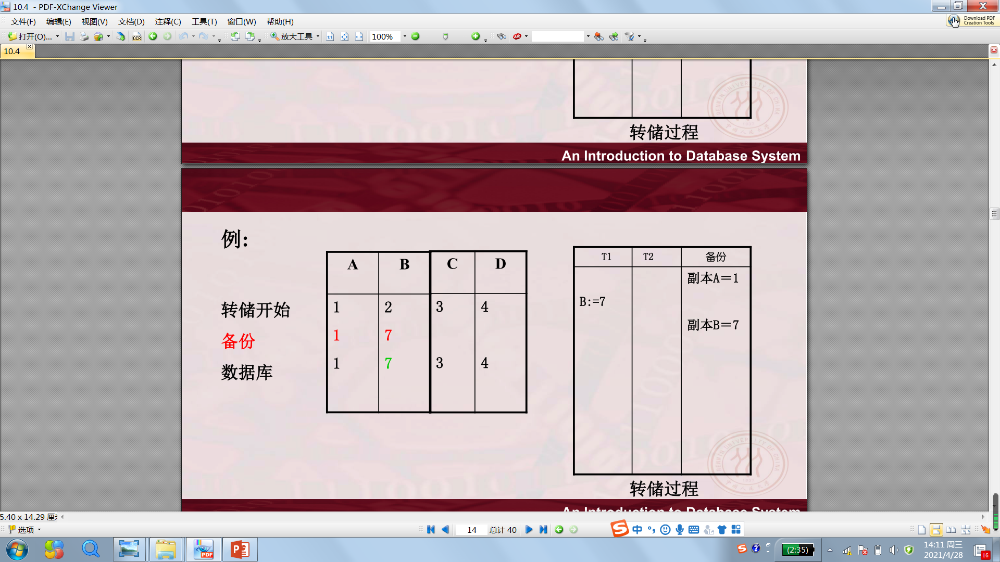 10.4 - PDF-XChange Viewer
文件(F) 编辑(E) 视图(V) 文档(D) 注释(C) 工具(T) 窗口(W) 帮助(H)
Download PDF
Creation Tools
打开(O)...
OCR
放大工具
100%
10.4
转储过程
An Introduction to Database System
例:
A B C D
转储开始 1 2 3 4
备份 1 7
数据库 1 7 3 4
T1 T2 备份
副本A＝1
B:=7
副本B＝7
转储过程
An Introduction to Database System
5.40 x 14.29 厘
选项
14 总计 40
中
(2:35)
14:11 周三
2021/4/28
16